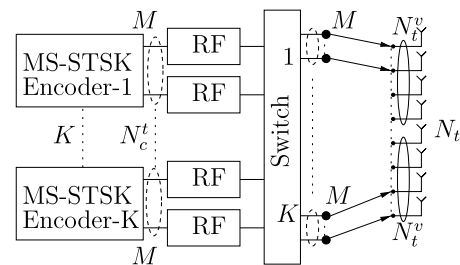 M
N_t^v
MS-STSK
Encoder-1
RF
1
M
RF
K
N_c^t
Switch
N_t
MS-STSK
Encoder-K
RF
K
M
RF
M
N_t^v